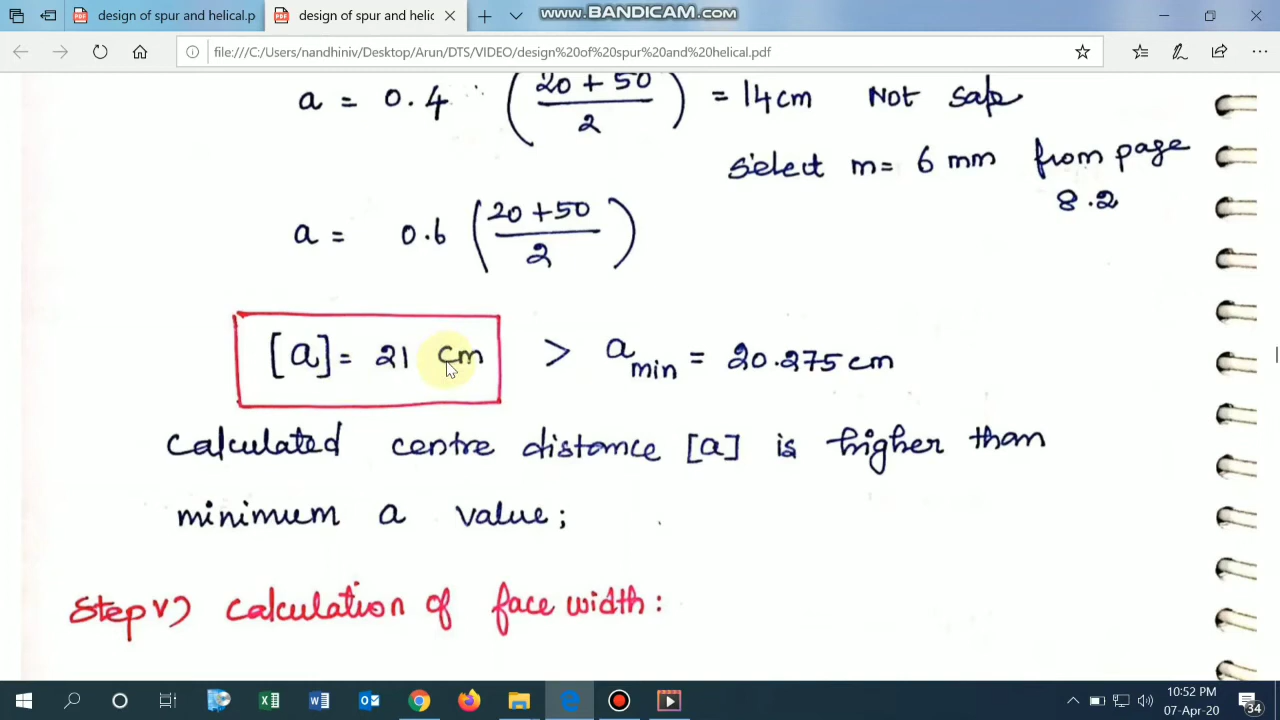 www.BANDICAM.com
design of spur and helical.p
design of spur and helic
file:///C:/Users/nandhiniv/Desktop/Arun/DTS/VIDEO/design%20of%20spur%20and%20helical.pdf
a = 0.4 (20 + 50 / 2) = 14cm Not safe
select m = 6 mm from page
8.2
a = 0.6 (20 + 50 / 2)
[a] = 21 cm > a min = 20.275 cm
calculated centre distance [a] is higher than
minimum a value;
Step v) calculation of face width:
10:52 PM
07-Apr-20
34